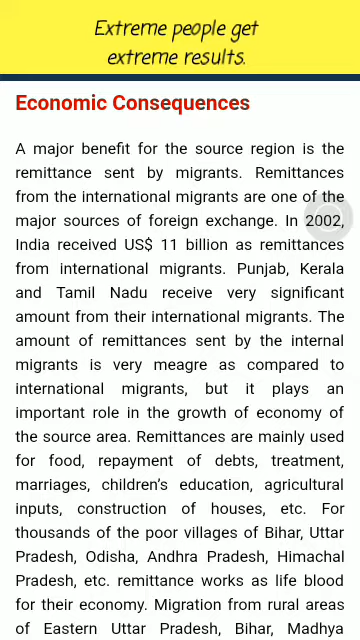 Extreme people get
extreme results.
Economic Consequences
A major benefit for the source region is the
remittance sent by migrants. Remittances
from the international migrants are one of the
major sources of foreign exchange. In 2002,
India received US$ 11 billion as remittances
from international migrants. Punjab, Kerala
and Tamil Nadu receive very significant
amount from their international migrants. The
amount of remittances sent by the internal
migrants is very meagre as compared to
international migrants, but it plays an
important role in the growth of economy of
the source area. Remittances are mainly used
for food, repayment of debts, treatment,
marriages, children’s education, agricultural
inputs, construction of houses, etc. For
thousands of the poor villages of Bihar, Uttar
Pradesh, Odisha, Andhra Pradesh, Himachal
Pradesh, etc. remittance works as life blood
for their economy. Migration from rural areas
of Eastern Uttar Pradesh, Bihar, Madhya